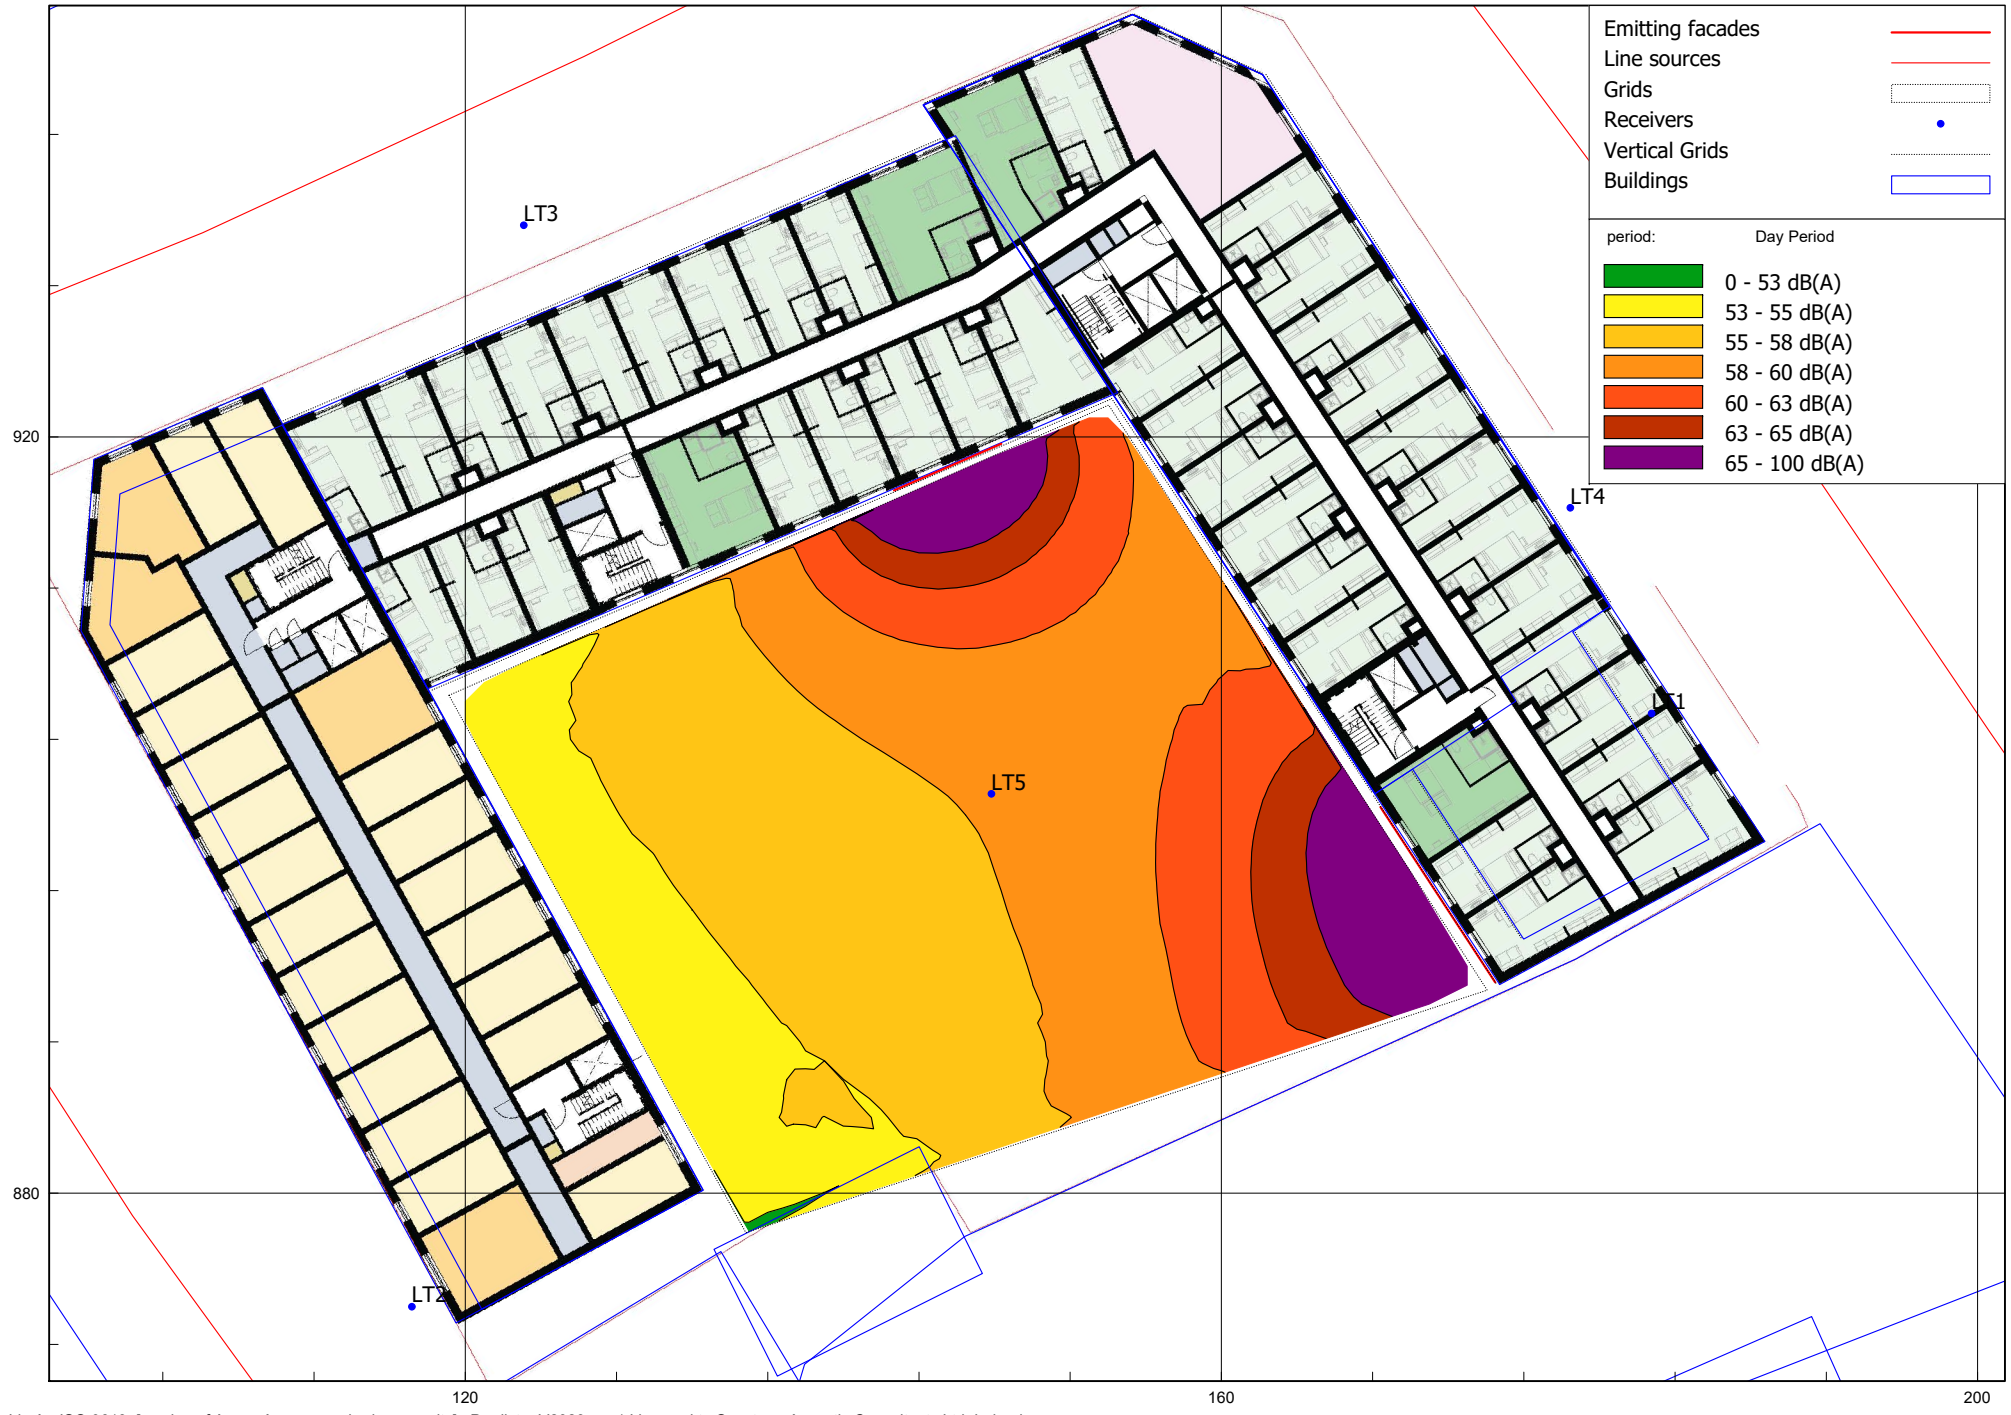 Emitting facades
Line sources
Grids
Receivers
Vertical Grids
Buildings
period: Day Period
0 - 53 dB(A)
53 - 55 dB(A)
55 - 58 dB(A)
58 - 60 dB(A)
60 - 63 dB(A)
63 - 65 dB(A)
65 - 100 dB(A)
LT3
920
LT4
LT1
LT5
880
LT2
120 160 200